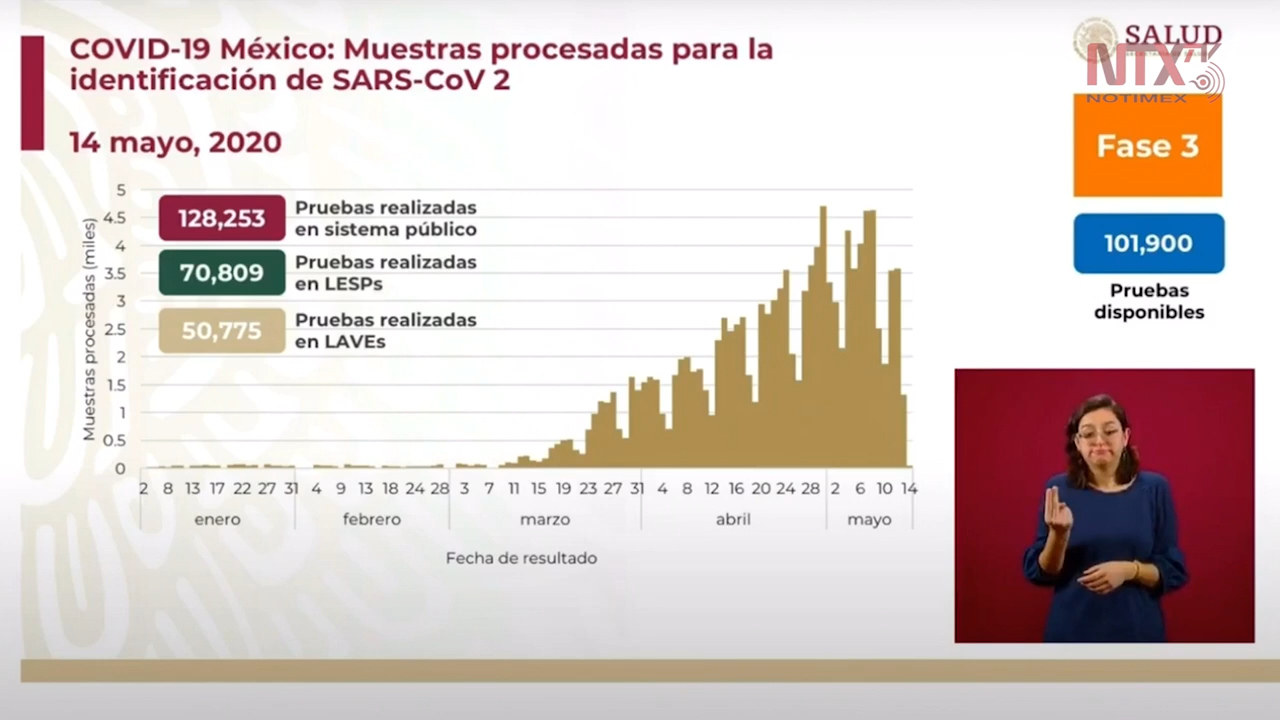 COVID-19 México: Muestras procesadas para la
identificación de SARS-CoV 2
14 mayo, 2020
SALUD
NTX
NOTIMEX
Fase 3
101,900
Pruebas
disponibles
128,253
Pruebas realizadas
en sistema público
70,809
Pruebas realizadas
en LESPs
50,775
Pruebas realizadas
en LAVEs
Muestras procesadas (miles)
5
4.5
4
3.5
3
2.5
2
1.5
1
0.5
0
2 8 13 17 22 27 31 4 9 13 18 24 28 3 7 11 15 19 23 27 31 4 8 12 16 20 24 28 2 6 10 14
enero febrero marzo abril mayo
Fecha de resultado